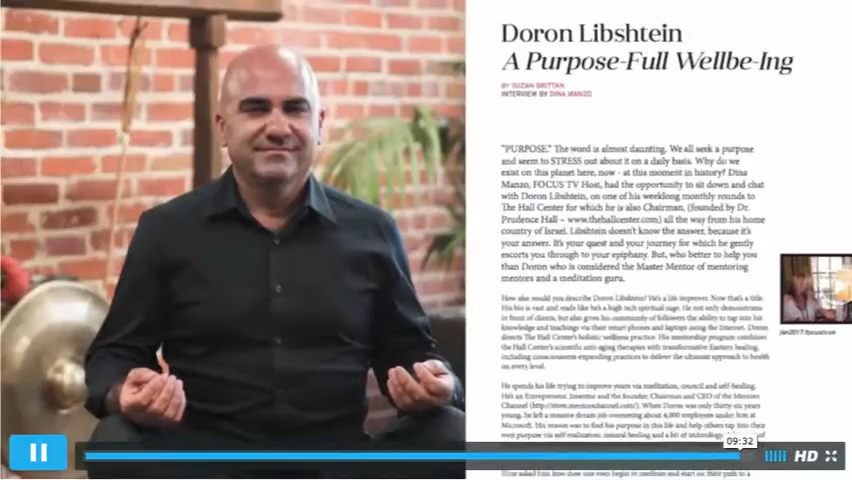 Doron Libshtein
A Purpose-Full Wellbe-Ing
BY SUZAN BRITTAN
INTERVIEW BY DINA MANZO
"PURPOSE." The word is almost daunting. We all seek a purpose
and seem to STRESS out about it on a daily basis. Why do we
exist on this planet here, now - at this moment in history? Dina
Manzo, FOCUS TV Host, had the opportunity to sit down and chat
with Doron Libshtein, on one of his weeklong monthly rounds to
The Hall Center for which he is also Chairman, (founded by Dr.
Prudence Hall – www.thehallcenter.com) all the way from his home
country of Israel. Libshtein doesn't know the answer, because it's
your answer. It's your quest and your journey for which he gently
escorts you through to your epiphany. But, who better to help you
than Doron who is considered the Master Mentor of mentoring
mentors and a meditation guru.
How else would you describe Doron Libshtein? He's a life improver. Now that's a title.
His bio is vast and reads like he's a high tech spiritual sage. He not only demonstrates
in front of clients, but also gives his community of followers the ability to tap into his
knowledge and teachings via their smart phones and laptops using the Internet. Doron
directs The Hall Center's holistic wellness practice. His mentorship program combines
the Hall Center's scientific anti-aging therapies with transformative Eastern healing,
including consciousness-expanding practices to deliver the ultimate approach to health
on every level.
He spends his life trying to improve yours via meditation, council and self-healing.
He's an Entrepreneur, Inventor and the founder, Chairman and CEO of the Mentors
Channel (http://www.mentorschannel.com/). When Doron was only thirty-six years
young, he left a massive dream job overseeing about 4,000 employees under him at
Microsoft. His reason was to find his purpose in this life and help others tap into their
own purpose via self-realization, natural healing and a bit of technology
09:32
HD